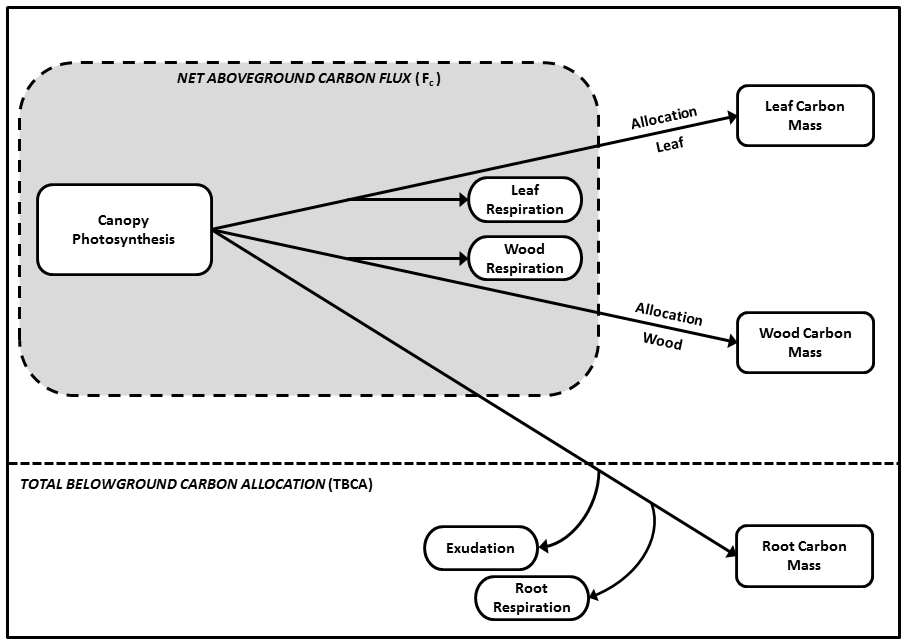 NET ABOVEGROUND CARBON FLUX ( Fc )
Leaf Carbon
Mass
Allocation
Leaf
Leaf
Respiration
Canopy
Photosynthesis
Wood
Respiration
Allocation
Wood
Wood Carbon
Mass
TOTAL BELOWGROUND CARBON ALLOCATION (TBCA)
Exudation
Root Carbon
Mass
Root
Respiration